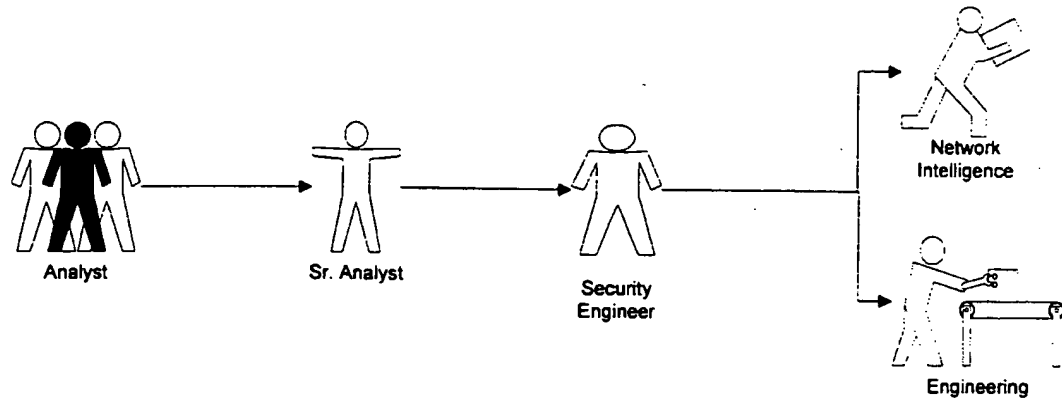 Analyst
Sr. Analyst
Security
Engineer
Network
Intelligence
Engineering